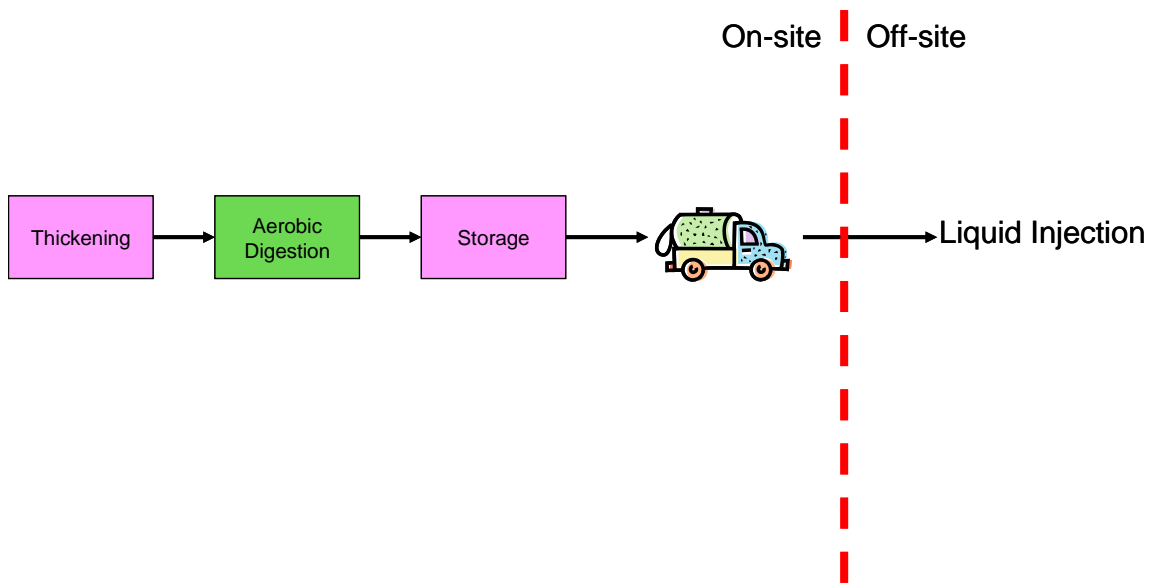 On-site
Off-site
Thickening
Aerobic
Digestion
Storage
Liquid Injection